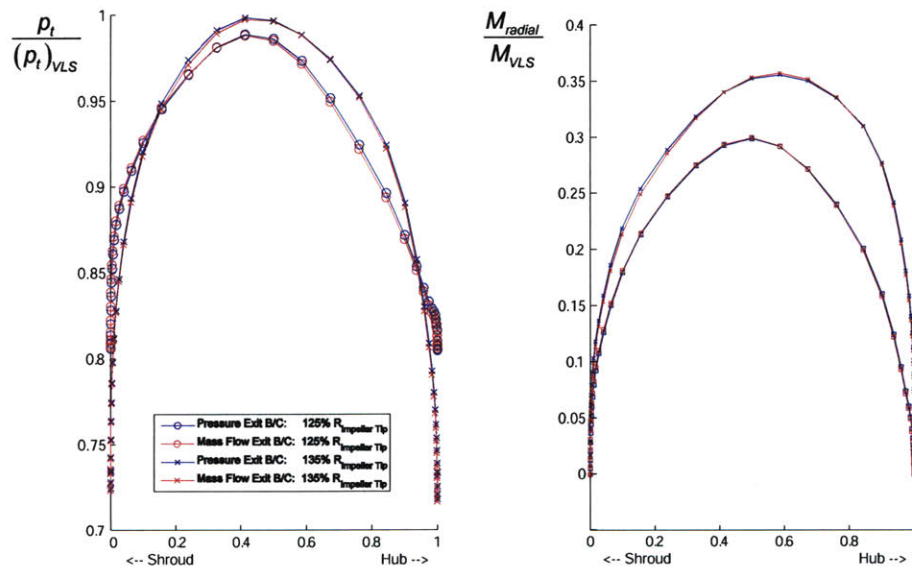 p_t
(p_t)_VLS
1
0.95
0.9
0.85
0.8
0.75
0.7
0
0.2
0.4
0.6
0.8
1
<-- Shroud
Hub -->
Pressure Exit B/C: 125% R_Impeller Tip
Mass Flow Exit B/C: 125% R_Impeller Tip
Pressure Exit B/C: 135% R_Impeller Tip
Mass Flow Exit B/C: 135% R_Impeller Tip
M_radial
M_VLS
0.35
0.3
0.25
0.2
0.15
0.1
0.05
0
0
0.2
0.4
0.6
0.8
<-- Shroud
Hub -->